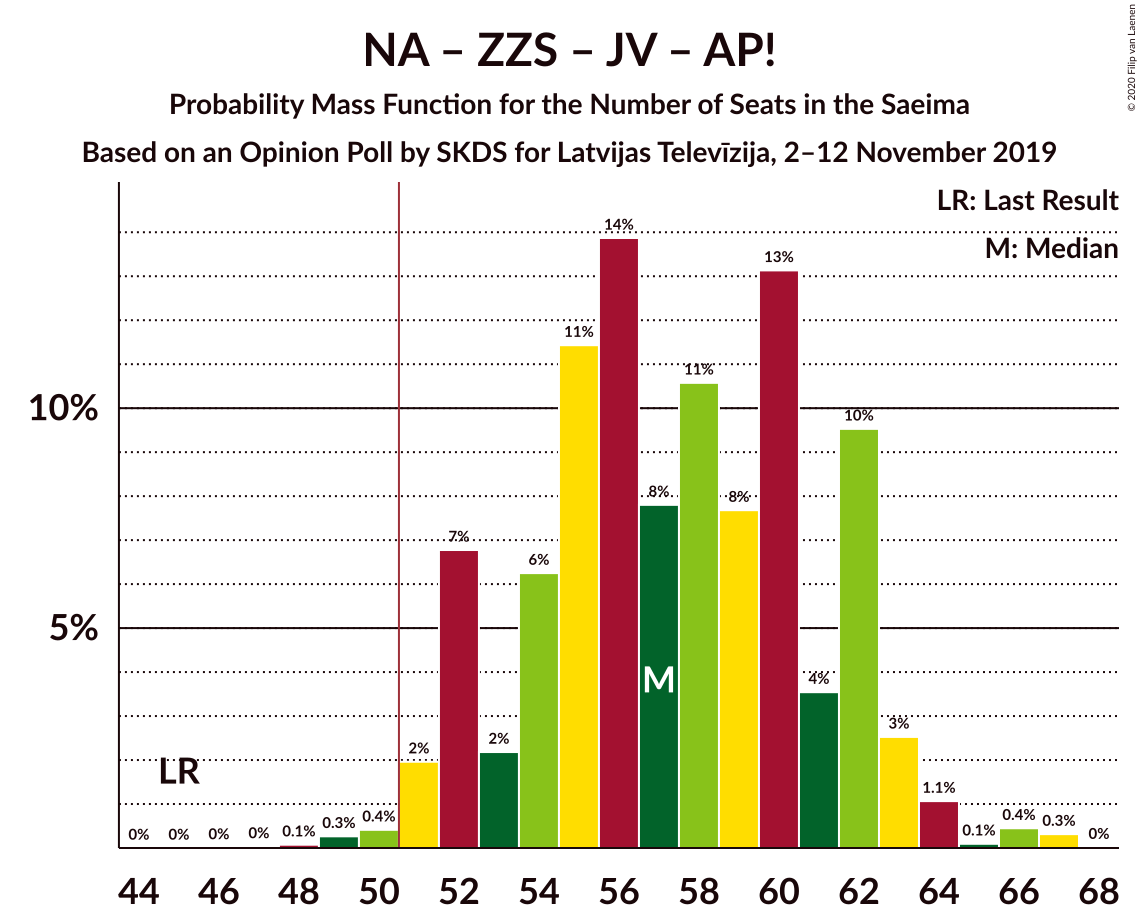 NA – ZZS – JV – AP!
Probability Mass Function for the Number of Seats in the Saeima
Based on an Opinion Poll by SKDS for Latvijas Televīzija, 2–12 November 2019
© 2020 Filip van Laenen
LR: Last Result
M: Median
10%
5%
LR
M
0% 0% 0% 0% 0.1% 0.3% 0.4% 2% 7% 2% 6% 11% 14% 8% 11% 8% 13% 4% 10% 3% 1.1% 0.1% 0.4% 0.3% 0%
44 46 48 50 52 54 56 58 60 62 64 66 68